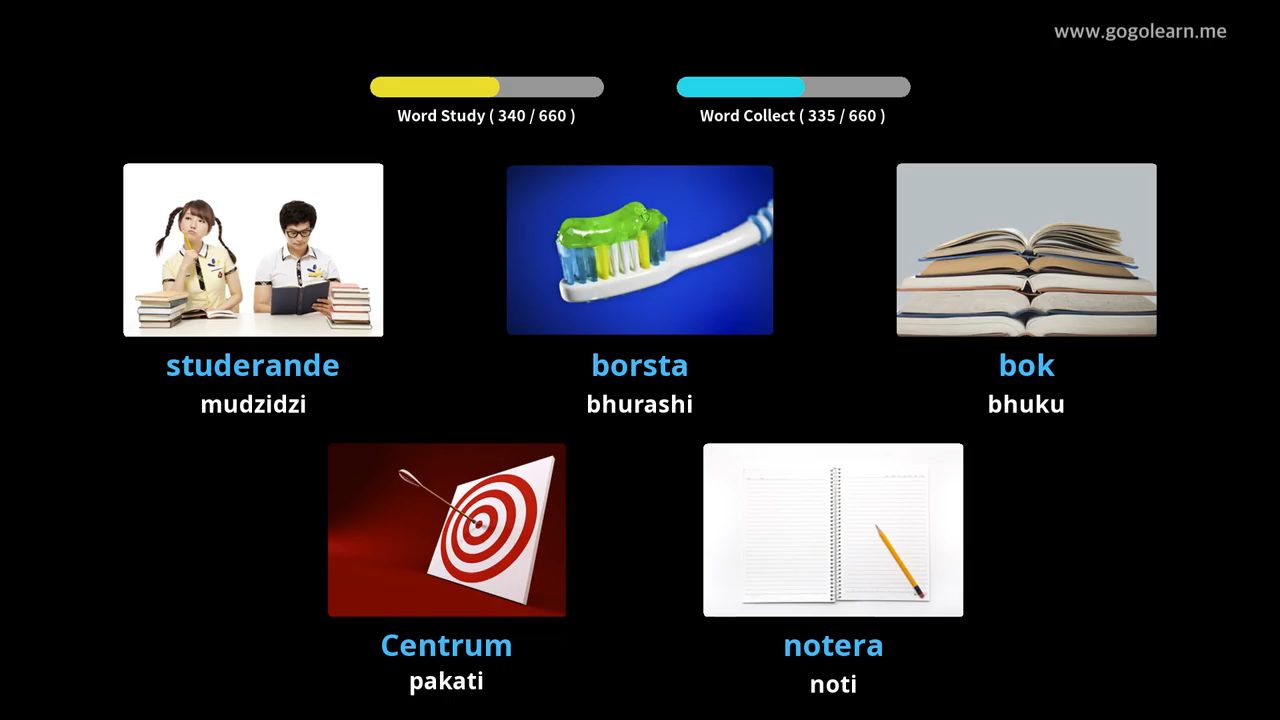 www.gogolearn.me
Word Study ( 340 / 660 )
Word Collect ( 335 / 660 )
studerande
mudzidzi
borsta
bhurashi
bok
bhuku
Centrum
pakati
notera
noti